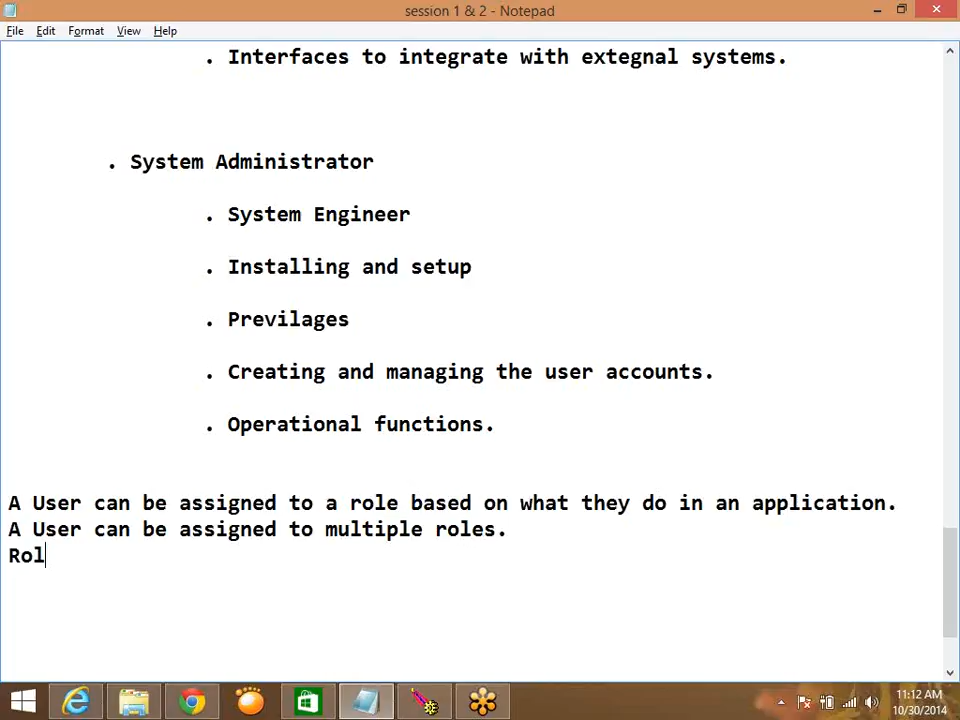 session 1 & 2 - Notepad
File Edit Format View Help
. Interfaces to integrate with extegnal systems.
. System Administrator
. System Engineer
. Installing and setup
. Previlages
. Creating and managing the user accounts.
. Operational functions.
A User can be assigned to a role based on what they do in an application.
A User can be assigned to multiple roles.
Rol
11:12 AM
10/30/2014